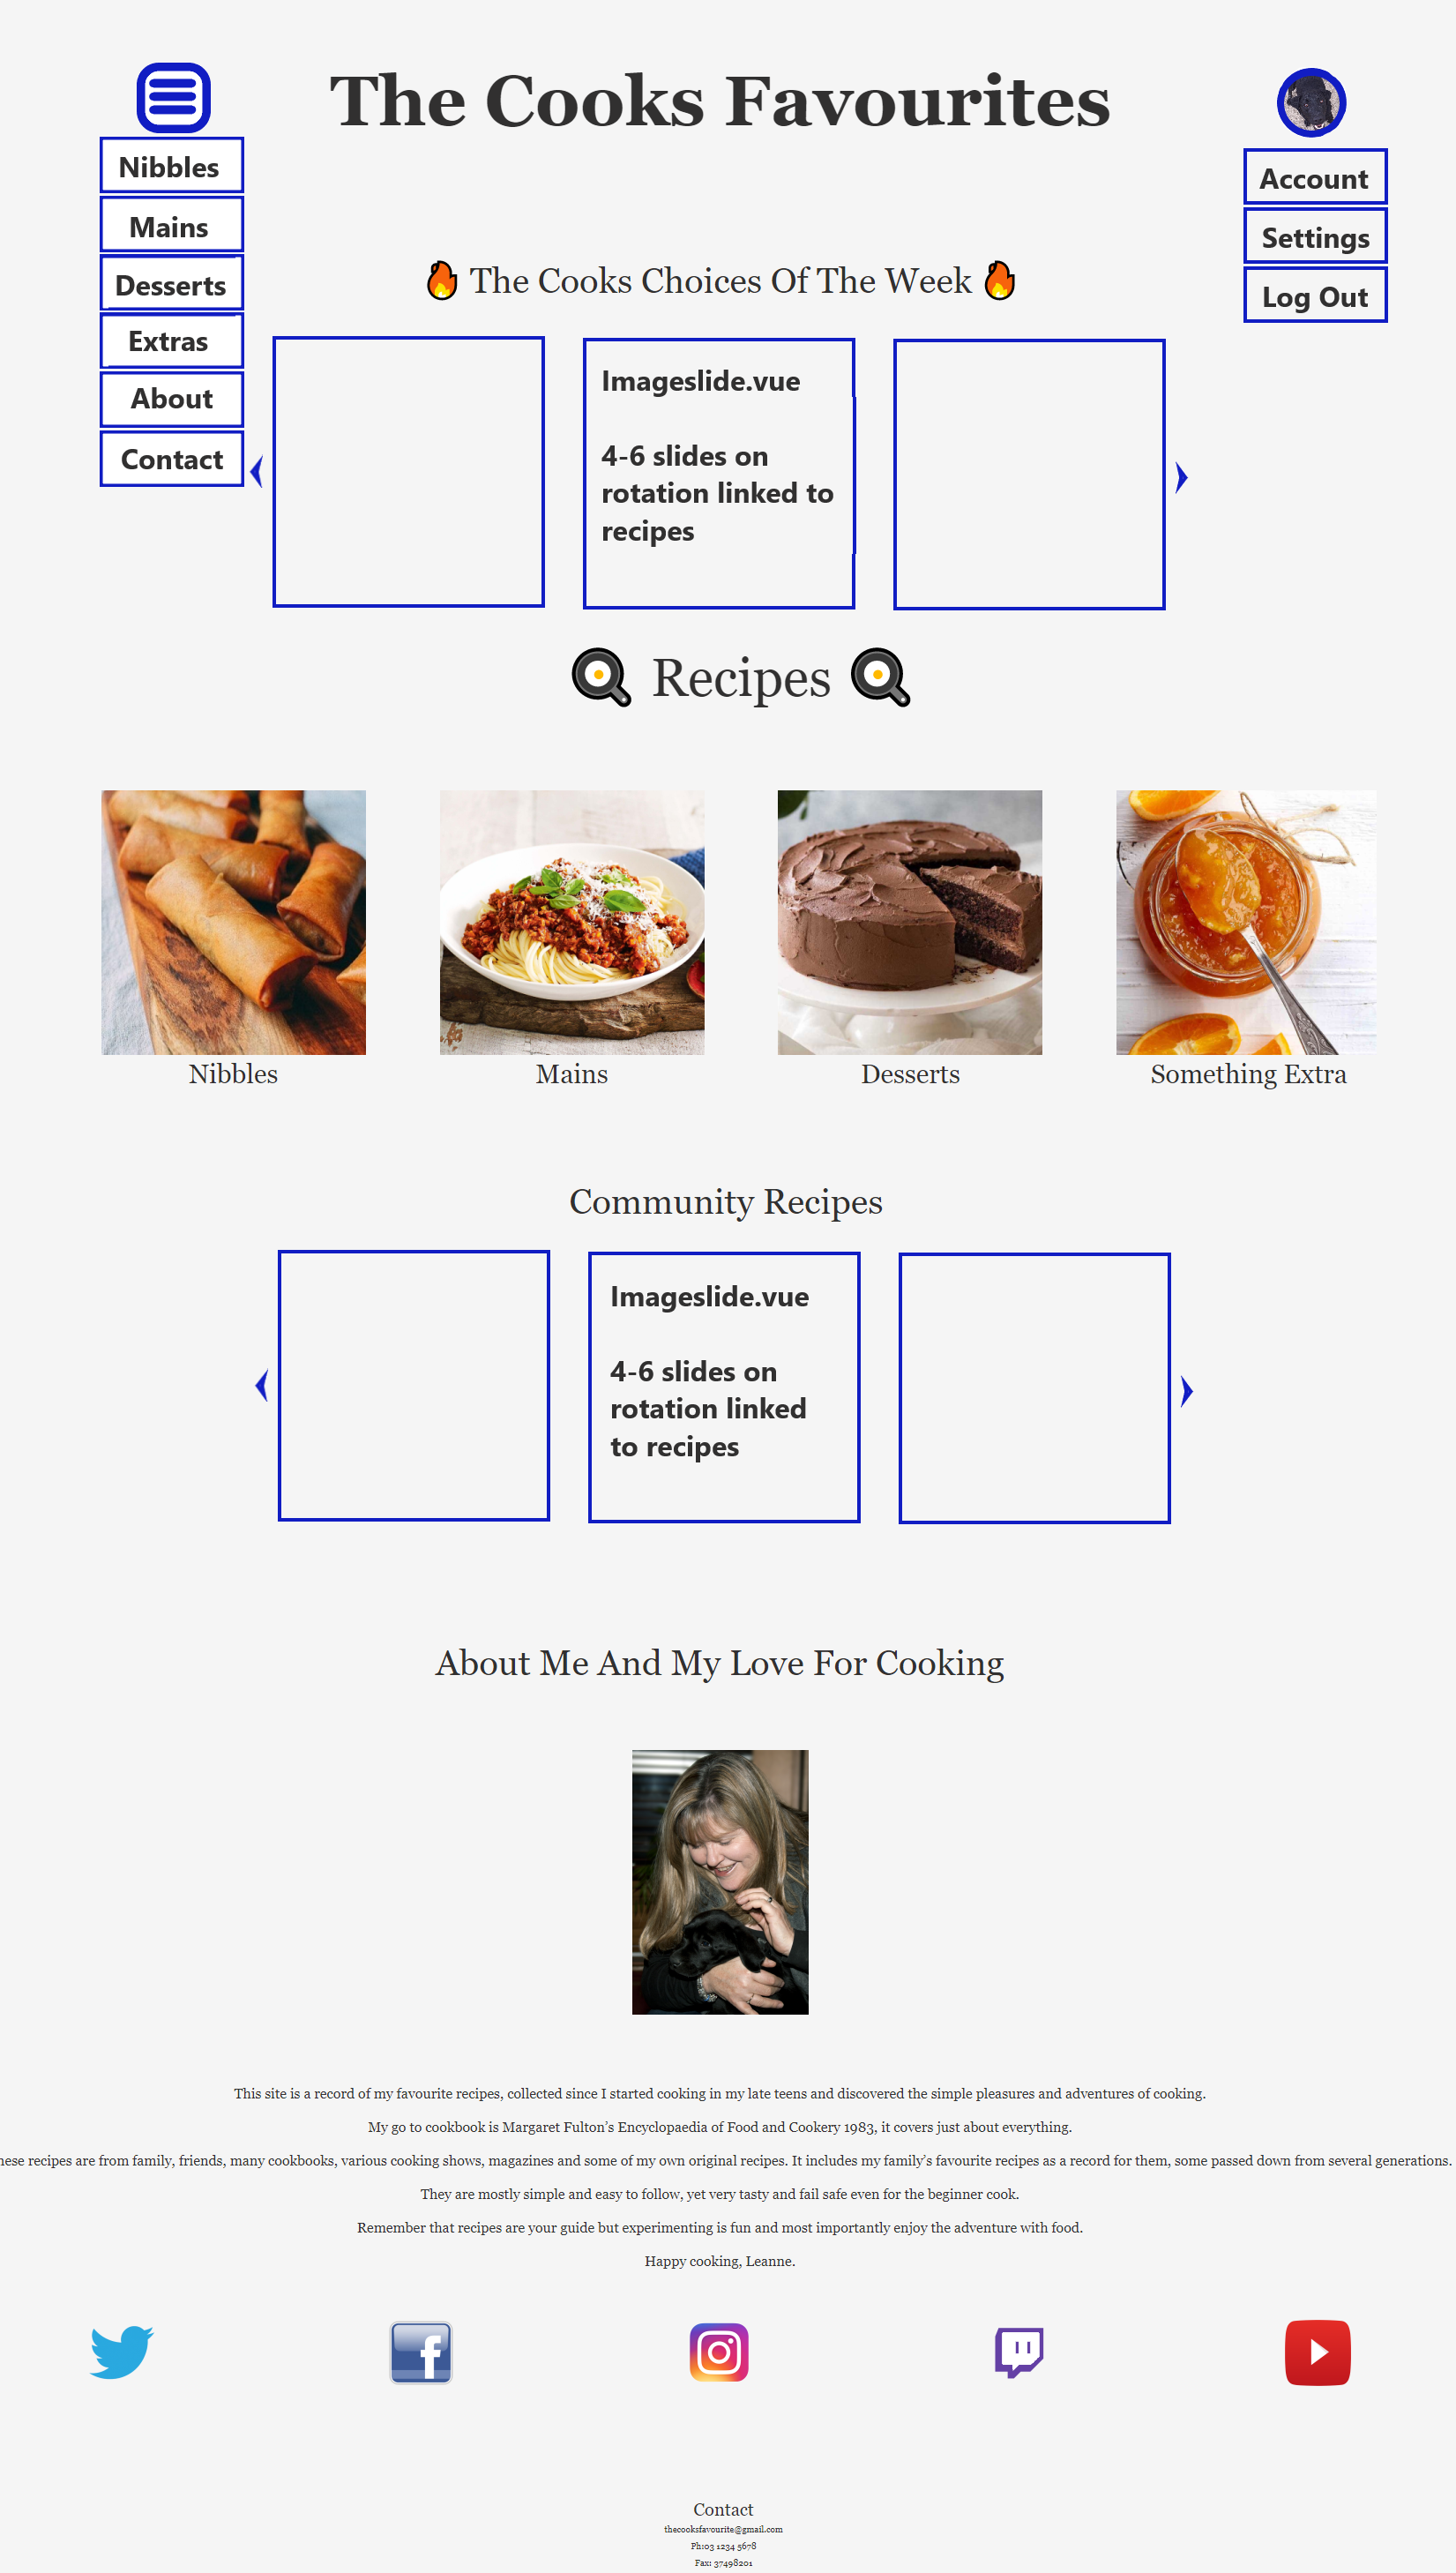 The Cooks Favourites
Nibbles
Mains
Desserts
Extras
About
Contact
Account
Settings
Log Out
The Cooks Choices Of The Week
Imageslide.vue
4-6 slides on
rotation linked to
recipes
Recipes
Nibbles
Mains
Desserts
Something Extra
Community Recipes
Imageslide.vue
4-6 slides on
rotation linked
to recipes
About Me And My Love For Cooking
This site is a record of my favourite recipes, collected since I started cooking in my late teens and discovered the simple pleasures and adventures of cooking.
My go to cookbook is Margaret Fulton’s Encyclopaedia of Food and Cookery 1983, it covers just about everything.
hese recipes are from family, friends, many cookbooks, various cooking shows, magazines and some of my own original recipes. It includes my family’s favourite recipes as a record for them, some passed down from several generations.
They are mostly simple and easy to follow, yet very tasty and fail safe even for the beginner cook.
Remember that recipes are your guide but experimenting is fun and most importantly enjoy the adventure with food.
Happy cooking, Leanne.
Contact
thecooksfavourite@gmail.com
Ph:03 1234 5678
Fax: 37498201